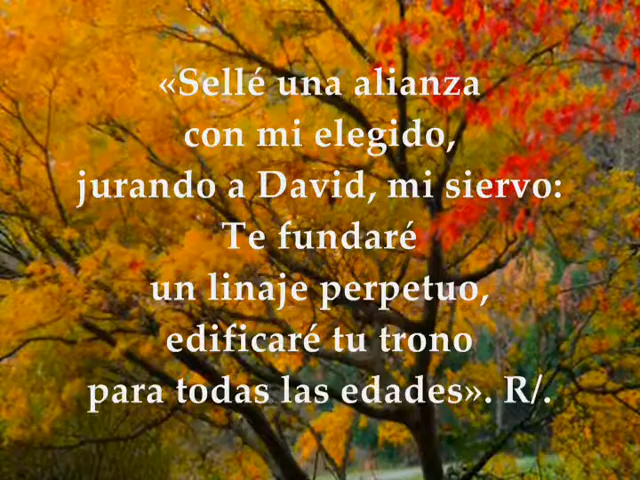 «Sellé una alianza
con mi elegido,
jurando a David, mi siervo:
Te fundaré
un linaje perpetuo,
edificaré tu trono
para todas las edades». R/.